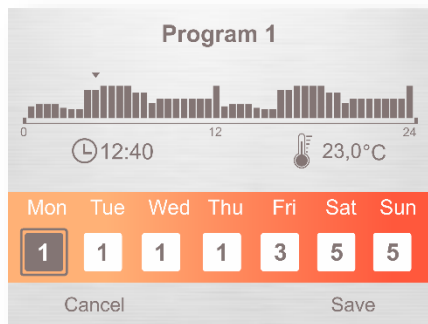 Program 1
0 12 24
12:40 23,0°C
Mon Tue Wed Thu Fri Sat Sun
1 1 1 1 3 5 5
Cancel Save